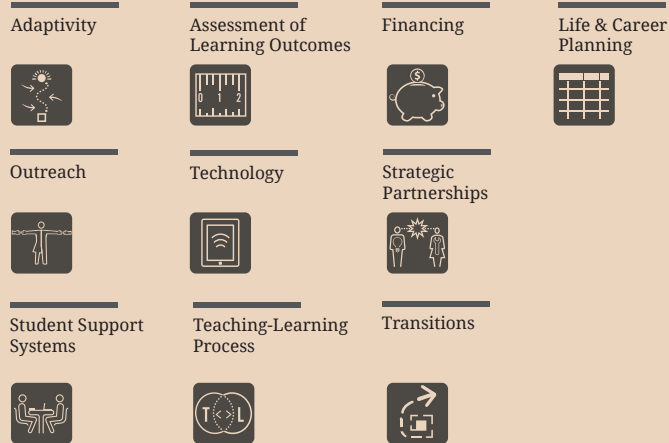 Adaptivity
Assessment of
Learning Outcomes
Financing
Life & Career
Planning
0 1 2
$
Outreach
Technology
Strategic
Partnerships
Student Support
Systems
Teaching-Learning
Process
Transitions
T <> L